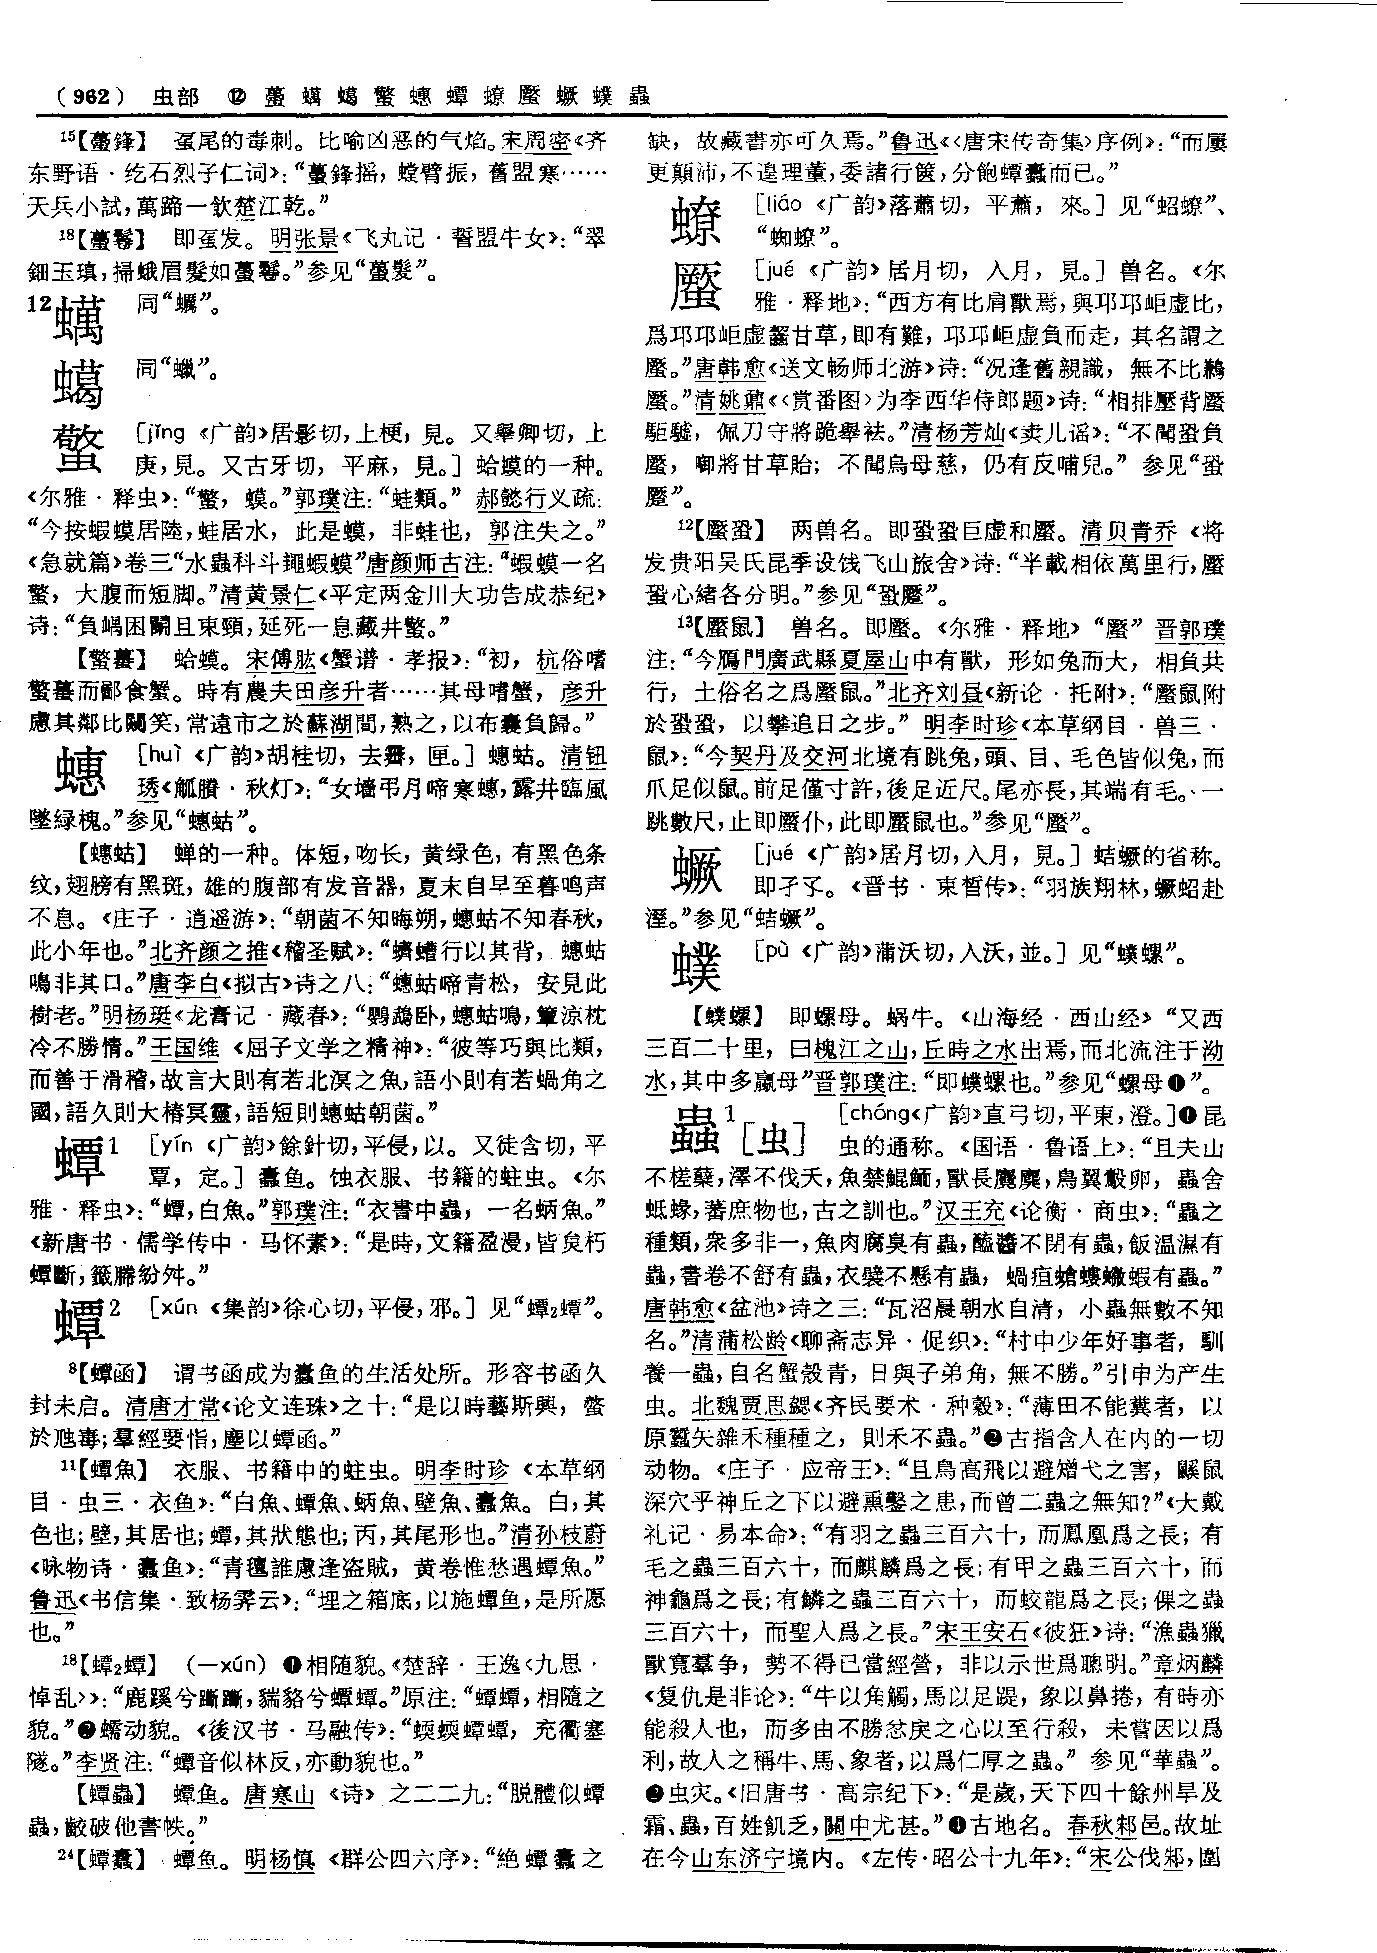 (962) 虫部 ⑫ 蠆 蟎 蠍 蟼 蟪 蟫 蟟 蟨 蟩 蟔 蟲
15【蠆鋒】 虿尾的毒刺。比喻凶恶的气焰。宋周密《齐
东野语·纥石烈子仁词》：“蠆鋒摇，螳臂振，舊盟寒……
天兵小試，萬蹄一飲楚江乾。”
18【蠆鬈】 即虿发。明张景《飞丸记·誓盟牛女》：“翠
鈿玉瑱，掃蛾眉髮如蠆鬈。”参见“蠆髮”。
12
同“蠣”。
同“蠟”。
蟼 [jǐng 《广韵》居影切，上梗，見。又舉卿切，上
庚，見。又古牙切，平麻，見。] 蛤蟆的一种。
《尔雅·释虫》：“蟼，蟆。”郭璞注：“蛙類。” 郝懿行义疏：
“今按蝦蟆居陸，蛙居水，此是蟆，非蛙也，郭注失之。”
《急就篇》卷三“水蟲科斗䵷蝦蟆”唐颜师古注：“蝦蟆一名
蟼，大腹而短脚。”清黄景仁《平定两金川大功告成恭纪》
诗：“負嵎困鬭且束頸，延死一息藏井蟼。”
【蟼蟇】 蛤蟆。宋傅肱《蟹谱·孝报》：“初，杭俗嗜
蟼蟇而鄙食蟹。時有農夫田彦升者……其母嗜蟹，彦升
慮其鄰比闚笑，常遠市之於蘇湖間，熟之，以布囊負歸。”
蟪 [huì 《广韵》胡桂切，去霽，匣。] 蟪蛄。清钮
琇《觚賸·秋灯》：“女墻弔月啼寒蟪，露井臨風
墜緑槐。”参见“蟪蛄”。
【蟪蛄】 蝉的一种。体短，吻长，黄绿色，有黑色条
纹，翅膀有黑斑，雄的腹部有发音器，夏末自早至暮鸣声
不息。《庄子·逍遥游》：“朝菌不知晦朔，蟪蛄不知春秋，
此小年也。”北齐颜之推《稽圣赋》：“蠐螬行以其背，蟪蛄
鳴非其口。”唐李白《拟古》诗之八：“蟪蛄啼青松，安見此
樹老。”明杨珽《龙膏记·藏春》：“鹦鵡卧，蟪蛄鳴，簟涼枕
冷不勝情。”王国维 《屈子文学之精神》：“彼等巧與比類，
而善于滑稽，故言大則有若北溟之魚，語小則有若蝸角之
國，語久則大椿冥靈，語短則蟪蛄朝菌。”
蟫1 [yín 《广韵》餘針切，平侵，以。又徒含切，平
覃，定。] 蠹鱼。蚀衣服、书籍的蛀虫。《尔
雅·释虫》：“蟫，白魚。”郭璞注：“衣書中蟲，一名蛃魚。”
《新唐书·儒学传中·马怀素》：“是時，文籍盈漫，皆炱朽
蟫斷，籤幐紛舛。”
蟫2 [xún 《集韵》徐心切，平侵，邪。] 见“蟫2蟫”。
8【蟫函】 谓书函成为蠹鱼的生活处所。形容书函久
封未启。清唐才常《论文连珠》之十：“是以時藝斯興，螫
於虺毒；羣經要恉，塵以蟫函。”
11【蟫魚】 衣服、书籍中的蛀虫。明李时珍 《本草纲
目·虫三·衣鱼》：“白魚、蟫魚、蛃魚、壁魚、蠹魚。白，其
色也；壁，其居也；蟫，其狀態也；丙，其尾形也。”清孙枝蔚
《咏物诗·蠹鱼》：“青氊誰慮逢盗賊，黄卷惟愁遇蟫魚。”
鲁迅《书信集·致杨霁云》：“埋之箱底，以施蟫鱼，是所愿
也。”
18【蟫2蟫】 （—xún）❶相随貌。《楚辞·王逸〈九思·
悼乱〉》：“鹿蹊兮𨆃𨆃，貒貉兮蟫蟫。”原注：“蟫蟫，相隨之
貌。”❷蠕动貌。《後汉书·马融传》：“蝡蝡蟫蟫，充衢塞
隧。”李贤注：“蟫音似林反，亦動貌也。”
【蟫蟲】 蟫鱼。唐寒山 《诗》 之二二九：“脱體似蟫
蟲，齩破他書帙。”
24【蟫蠹】 蟫鱼。明杨慎 《群公四六序》：“絶蟫蠹之
缺，故藏書亦可久焉。”鲁迅《〈唐宋传奇集〉序例》：“而屢
更顛沛，不遑理董，委諸行篋，分飽蟫蠹而已。”
蟟 [liáo 《广韵》落蕭切，平蕭，來。] 见“蛁蟟”、
“蜘蟟”。
蟨 [jué 《广韵》居月切，入月，見。] 兽名。《尔
雅·释地》：“西方有比肩獸焉，與邛邛岠虚比，
爲邛邛岠虚齧甘草，即有難，邛邛岠虚負而走，其名謂之
蟨。”唐韩愈《送文畅师北游》诗：“况逢舊親識，無不比鶼
蟨。”清姚鼐《〈赏番图〉为李西华侍郎题》诗：“相排壓背蟨
駏驉，佩刀守將跪舉袪。”清杨芳灿《卖儿谣》：“不聞蛩負
蟨，啣將甘草貽；不聞烏母慈，仍有反哺兒。” 参见“蛩
蟨”。
12【蟨蛩】 两兽名。即蛩蛩巨虚和蟨。清贝青乔 《将
发贵阳吴氏昆季设饯飞山旅舍》诗：“半載相依萬里行，蟨
蛩心緒各分明。”参见“蛩蟨”。
13【蟨鼠】 兽名。即蟨。《尔雅·释地》 “蟨” 晋郭璞
注：“今鴈門廣武縣夏屋山中有獸，形如兔而大，相負共
行，土俗名之爲蟨鼠。”北齐刘昼《新论·托附》：“蟨鼠附
於蛩蛩，以攀追日之步。” 明李时珍《本草纲目·兽三·
鼠》：“今契丹及交河北境有跳兔，頭、目、毛色皆似兔，而
爪足似鼠。前足僅寸許，後足近尺。尾亦長，其端有毛。一
跳數尺，止即蟨仆，此即蟨鼠也。”参见“蟨”。
蟩 [jué 《广韵》居月切，入月，見。] 蛣蟩的省称。
即孑孓。《晋书·束皙传》：“羽族翔林，蟩蛁赴
溼。”参见“蛣蟩”。
[pú 《广韵》蒲沃切，入沃，並。] 见“蟔螺”。
【蟔螺】 即螺母。蜗牛。《山海经·西山经》 “又西
三百二十里，曰槐江之山，丘時之水出焉，而北流注于泑
水，其中多蠃母”晋郭璞注：“即蟔螺也。”参见“螺母❶”。
蟲1[虫] [chóng《广韵》直弓切，平東，澄。]❶昆
虫的通称。《国语·鲁语上》：“且夫山
不槎蘖，澤不伐夭，魚禁鯤鮞，獸長麑麌，鳥翼鷇卵，蟲舍
蚳蝝，蕃庶物也，古之訓也。”汉王充《论衡·商虫》：“蟲之
種類，衆多非一，魚肉腐臭有蟲，醯醬不閉有蟲，飯温濕有
蟲，書卷不舒有蟲，衣襞不懸有蟲，蝸疽螥螻蠍蝦有蟲。”
唐韩愈《盆池》诗之三：“瓦沼晨朝水自清，小蟲無數不知
名。”清蒲松龄《聊斋志异·促织》：“村中少年好事者，馴
養一蟲，自名蟹殼青，日與子弟角，無不勝。”引申为产生
虫。北魏贾思勰《齐民要术·种榖》：“薄田不能糞者，以
原蠶矢雜禾種種之，則禾不蟲。”❷古指含人在内的一切
动物。《庄子·应帝王》：“且鳥高飛以避矰弋之害，鼷鼠
深穴乎神丘之下以避熏鑿之患，而曾二蟲之無知？”《大戴
礼记·易本命》：“有羽之蟲三百六十，而鳳凰爲之長；有
毛之蟲三百六十，而麒麟爲之長；有甲之蟲三百六十，而
神龜爲之長；有鱗之蟲三百六十，而蛟龍爲之長；倮之蟲
三百六十，而聖人爲之長。”宋王安石《彼狂》诗：“漁蟲獵
獸寬羣争，勢不得已當經營，非以示世爲聰明。”章炳麟
《复仇是非论》：“牛以角觸，馬以足踶，象以鼻捲，有時亦
能殺人也，而多由不勝忿戾之心以至行殺，未嘗因以爲
利，故人之稱牛、馬、象者，以爲仁厚之蟲。” 参见“華蟲”。
❸虫灾。《旧唐书·高宗纪下》：“是歲，天下四十餘州旱及
霜、蟲，百姓飢乏，關中尤甚。”❹古地名。春秋邾邑。故址
在今山东济宁境内。《左传·昭公十九年》：“宋公伐邾，圍